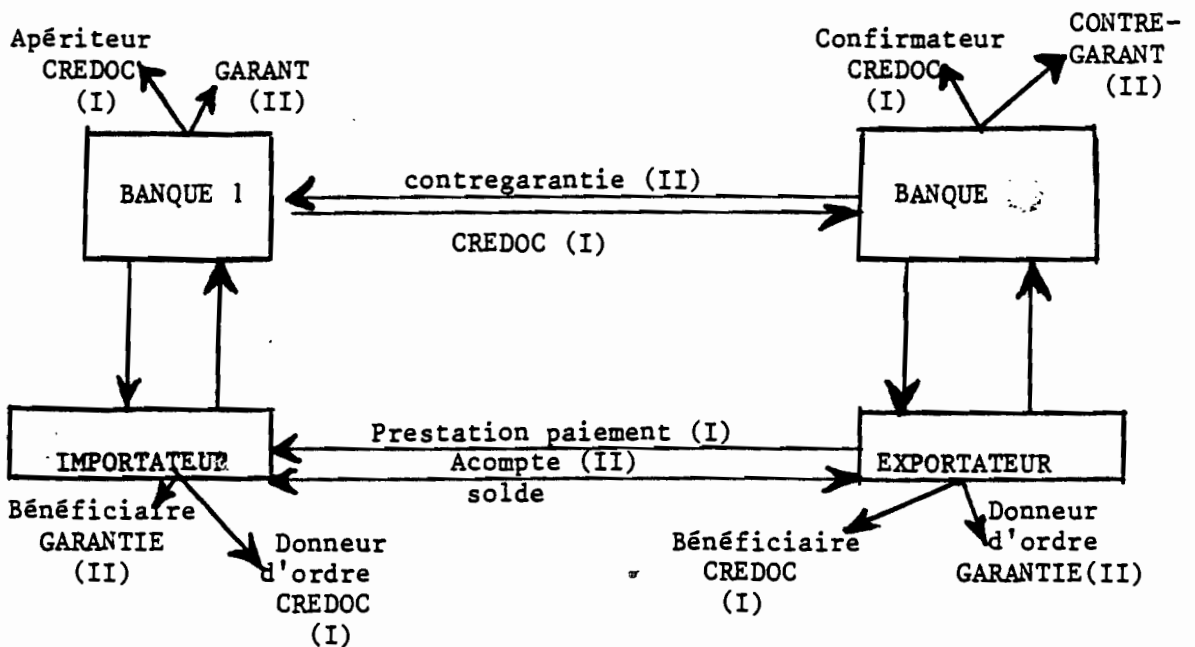 Apériteur
CREDOC
(I)
GARANT
(II)
Confirmateur
CREDOC
(I)
CONTRE-
GARANT
(II)
BANQUE 1
contregarantie (II)
CREDOC (I)
BANQUE
Prestation paiement (I)
Acompte (II)
solde
IMPORTATEUR
EXPORTATEUR
Bénéficiaire
GARANTIE
(II)
Donneur
d'ordre
CREDOC
(I)
Bénéficiaire
CREDOC
(I)
Donneur
d'ordre
GARANTIE(II)